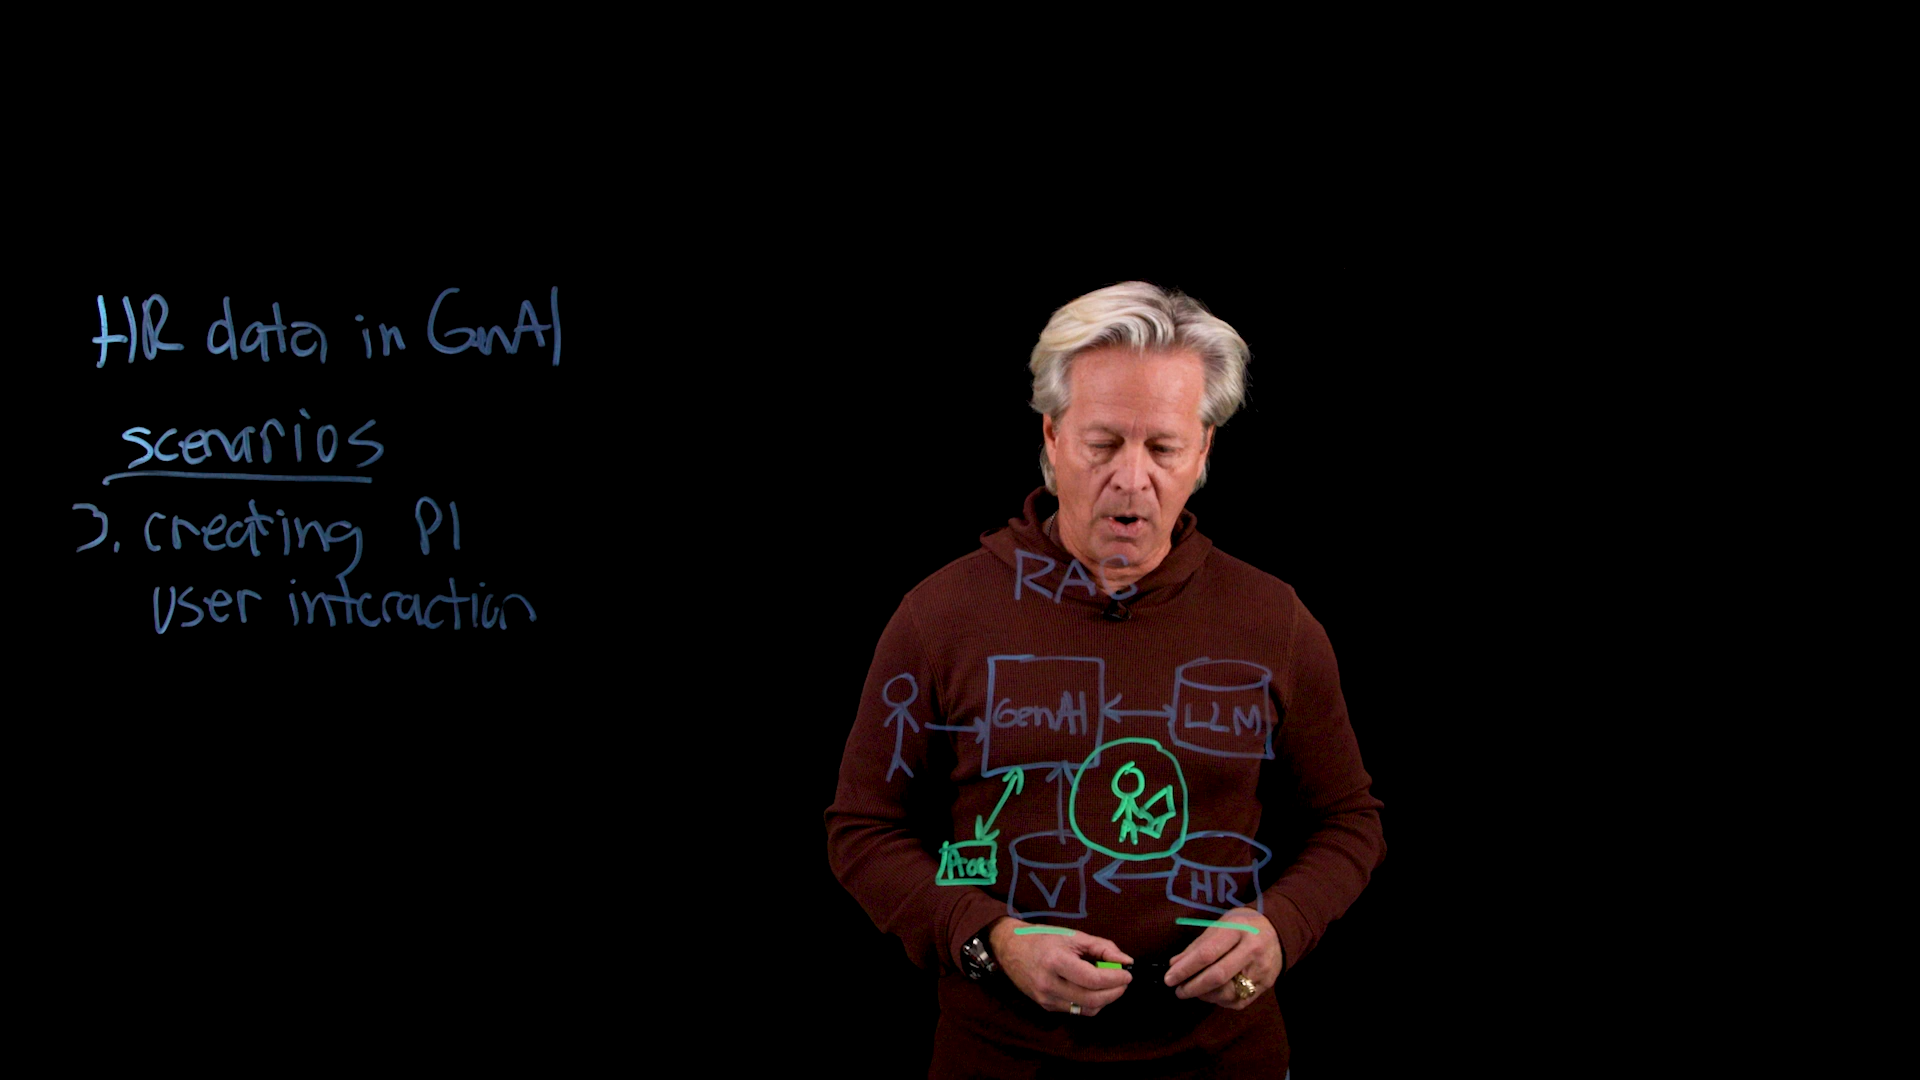 HR data in GenAI
scenarios
3. creating PI
user interaction
RAG
GenAI
LLM
V
HR